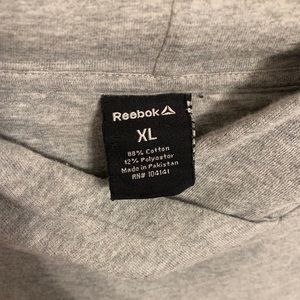 Reebok
XL
88% Cotton
12% Polyester
Made in Pakistan
RN# 104141